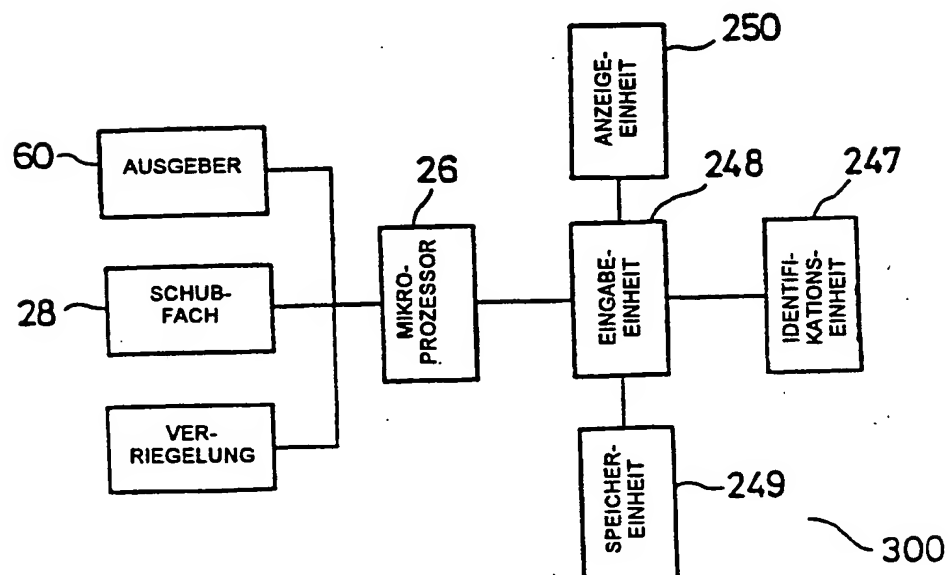 250
ANZEIGE-
EINHEIT
60
AUSGEBER
26
248
247
MIKRO-
PROZESSOR
EINGABE-
EINHEIT
IDENTIFI-
KATIONS-
EINHEIT
28
SCHUB-
FACH
VER-
RIEGELUNG
SPEICHER-
EINHEIT
249
300